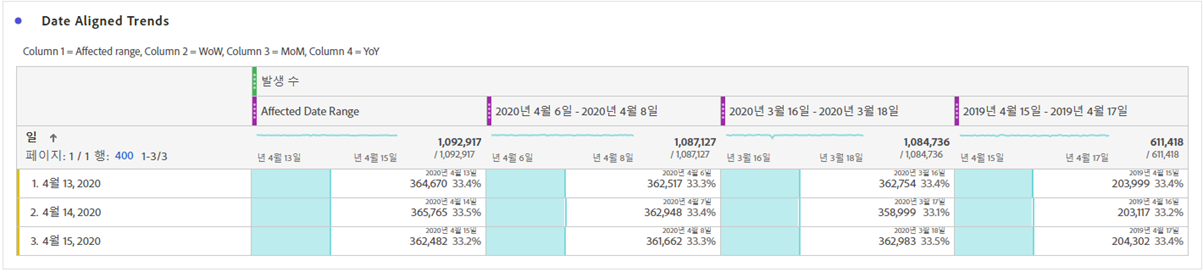 Date Aligned Trends
Column 1 = Affected range, Column 2 = WoW, Column 3 = MoM, Column 4 = YoY
발생 수
Affected Date Range 2020년 4월 6일 - 2020년 4월 8일 2020년 3월 16일 - 2020년 3월 18일 2019년 4월 15일 - 2019년 4월 17일
일 ↑ 1,092,917 1,087,127 1,084,736 611,418
페이지: 1 / 1 행: 400 1-3/3 년 4월 13일 년 4월 15일 / 1,092,917 년 4월 6일 년 4월 8일 / 1,087,127 년 3월 16일 년 3월 18일 / 1,084,736 년 4월 15일 년 4월 17일 / 611,418
2020년 4월 13일 2020년 4월 6일 2020년 3월 16일 2019년 4월 15일
1. 4월 13, 2020 364,670 33.4% 362,517 33.3% 362,754 33.4% 203,999 33.4%
2020년 4월 14일 2020년 4월 7일 2020년 3월 17일 2019년 4월 16일
2. 4월 14, 2020 365,765 33.5% 362,948 33.4% 358,999 33.1% 203,117 33.2%
2020년 4월 15일 2020년 4월 8일 2020년 3월 18일 2019년 4월 17일
3. 4월 15, 2020 362,482 33.2% 361,662 33.3% 362,983 33.5% 204,302 33.4%